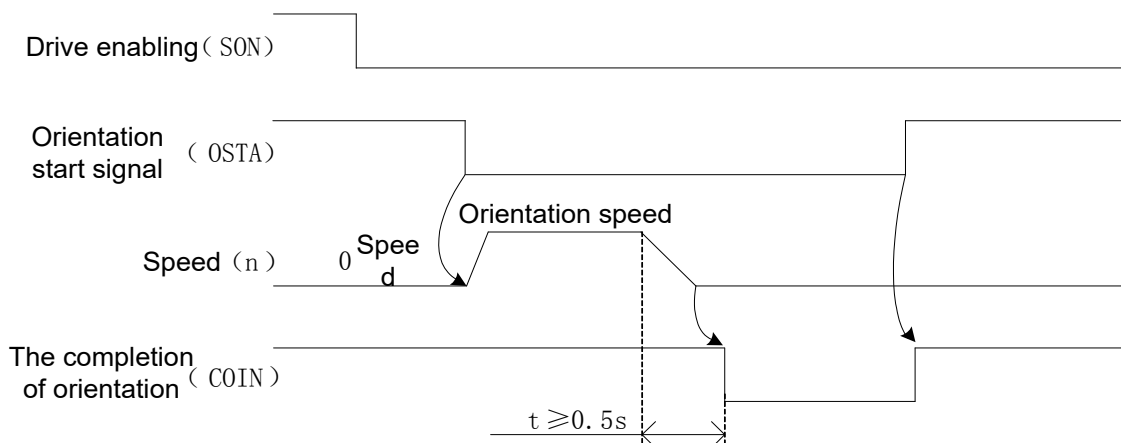 Drive enabling( SON)
Orientation
start signal
( OSTA)
Orientation speed
Speed (n)
0
Spee
d
The completion
of orientation
( COIN)
t ≥0.5s